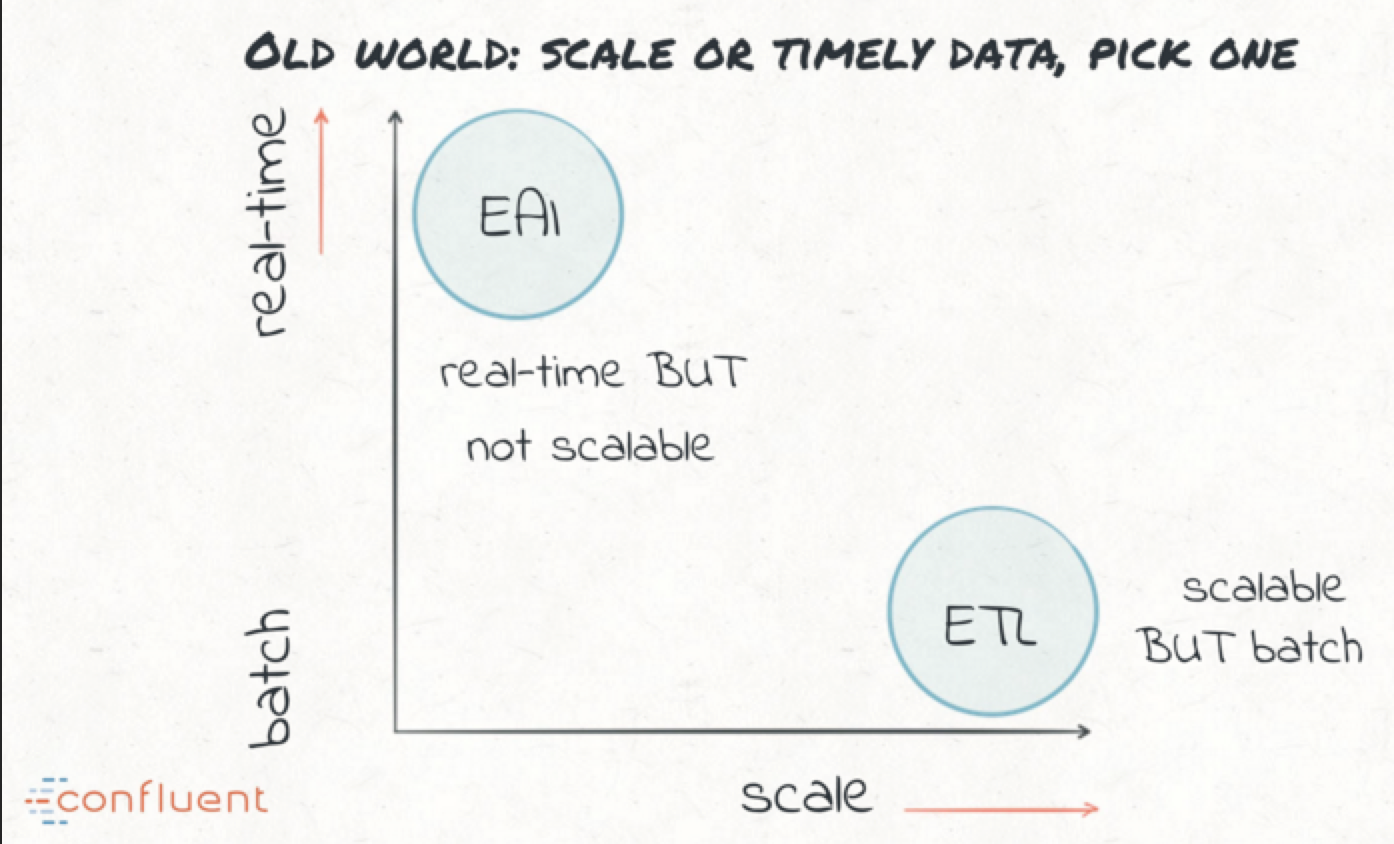 OLD WORLD: SCALE OR TIMELY DATA, PICK ONE
real-time
EAI
real-time BUT
not scalable
batch
ETL
scalable
BUT batch
scale
confluent